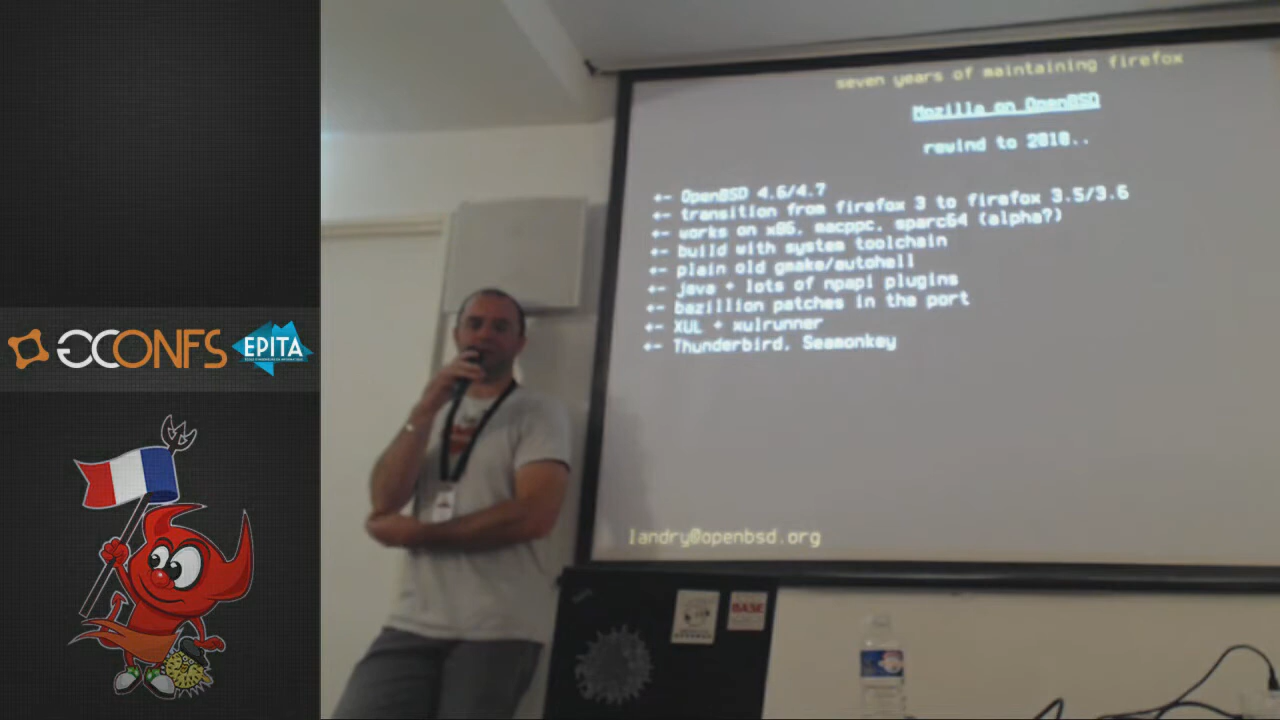 seven years of maintaining firefox
Mozilla on OpenBSD
rewind to 2010..
<- OpenBSD 4.6/4.7
<- transition from firefox 3 to firefox 3.5/3.6
<- works on x86, macppc, sparc64 (alpha?)
<- build with system toolchain
<- plain old gmake/autohell
<- java + lots of npapi plugins
<- bazillion patches in the port
<- XUL + xulrunner
<- Thunderbird, Seamonkey
landry@openbsd.org
GCONFS
EPITA
BASE